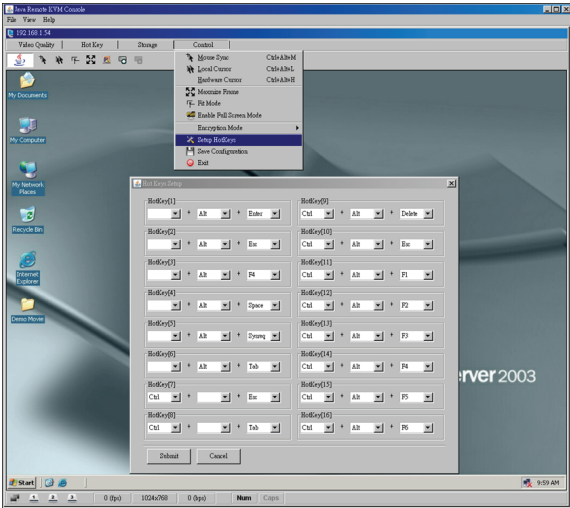 Java Remote KVM Console
File View Help
192.168.1.54
Video Quality Hot Key Storage Control
Mouse Sync Ctrl+Alt+M
Local Cursor Ctrl+Alt+L
Hardware Cursor Ctrl+Alt+H
Maximize Frame
Fit Mode
Enable Full Screen Mode
Encryption Mode
Setup HotKeys
Save Configuration
Exit
My Documents
My Computer
My Network Places
Recycle Bin
Internet Explorer
Demo Movie
Hot Keys Setup
HotKey[1]
+ Alt + Enter
HotKey[2]
+ Alt + Esc
HotKey[3]
+ Alt + F4
HotKey[4]
+ Alt + Space
HotKey[5]
+ Alt + Sysrq
HotKey[6]
+ Alt + Tab
HotKey[7]
Ctrl + + Esc
HotKey[8]
Ctrl + + Tab
HotKey[9]
Ctrl + Alt + Delete
HotKey[10]
Ctrl + Alt + Esc
HotKey[11]
Ctrl + Alt + F1
HotKey[12]
Ctrl + Alt + F2
HotKey[13]
Ctrl + Alt + F3
HotKey[14]
Ctrl + Alt + F4
HotKey[15]
Ctrl + Alt + F5
HotKey[16]
Ctrl + Alt + F6
Submit Cancel
erver 2003
Start 9:59 AM
1 2 3 0 (fps) 1024x768 0 (bps) Num Caps